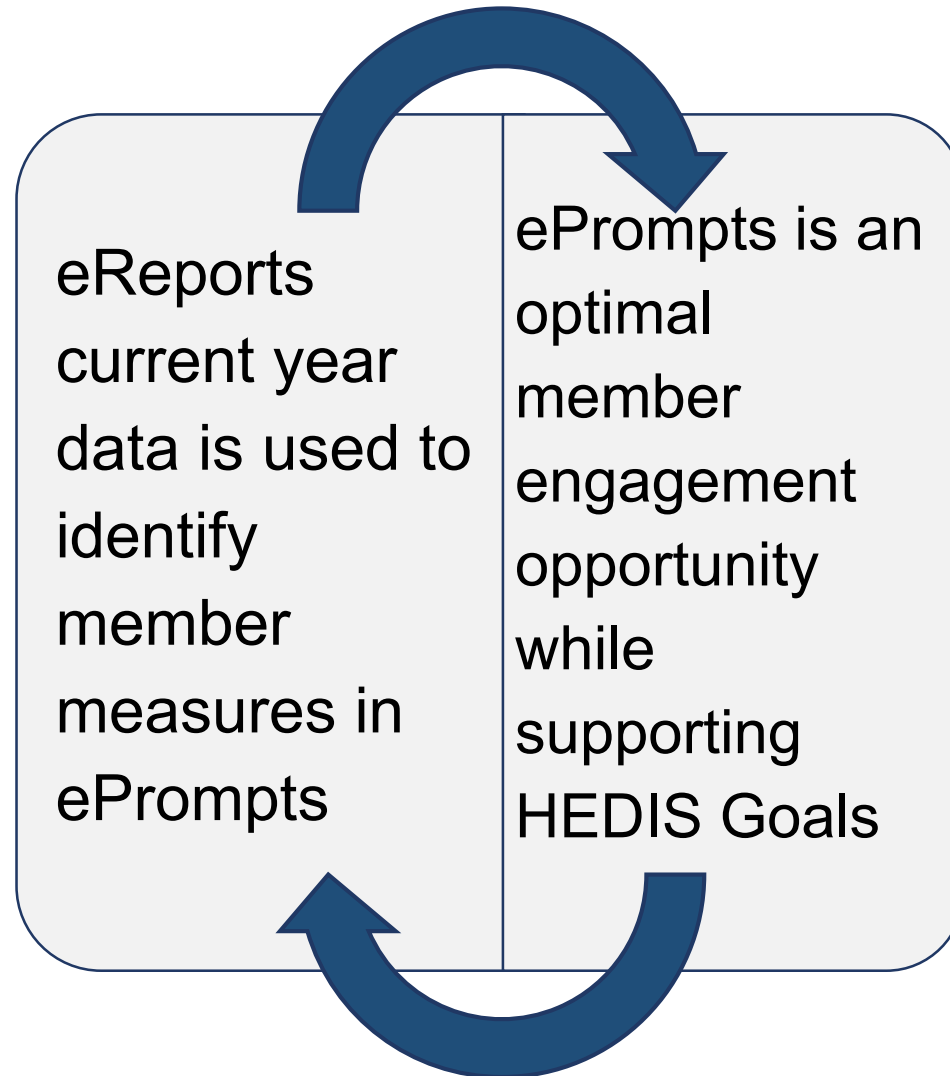 eReports
current year
data is used to
identify
member
measures in
ePrompts
ePrompts is an
optimal
member
engagement
opportunity
while
supporting
HEDIS Goals